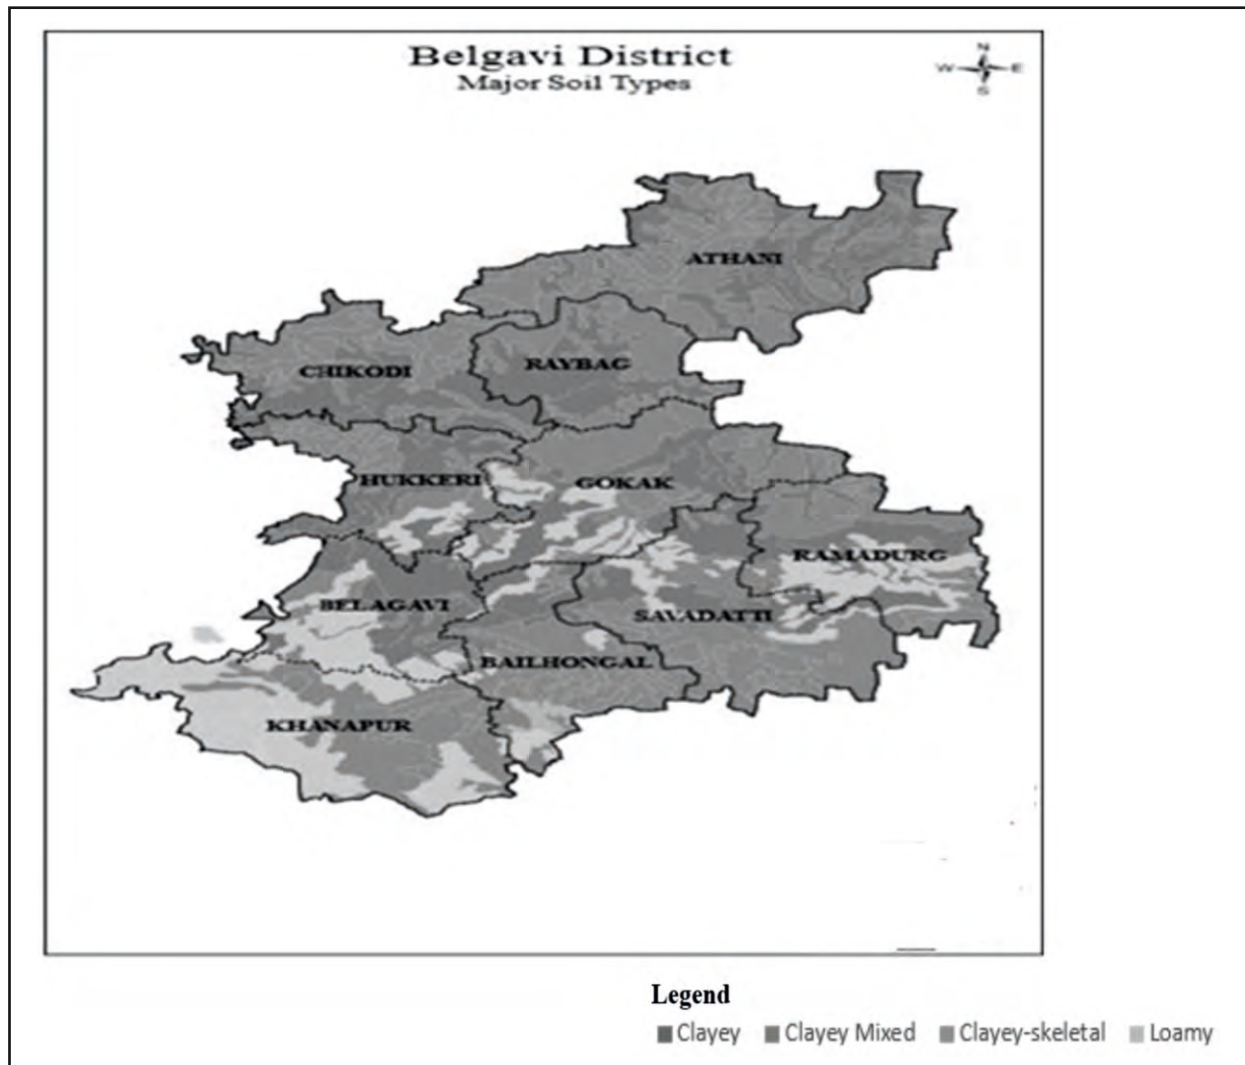 Belgavi District
Major Soil Types
N
W E
S
ATHANI
CHIKODI
RAYBAG
HUKKERI
GOKAK
RAMADURG
BELAGAVI
SAVADATTI
BAILHONGAL
KHANAPUR
Legend
Clayey Clayey Mixed Clayey-skeletal Loamy